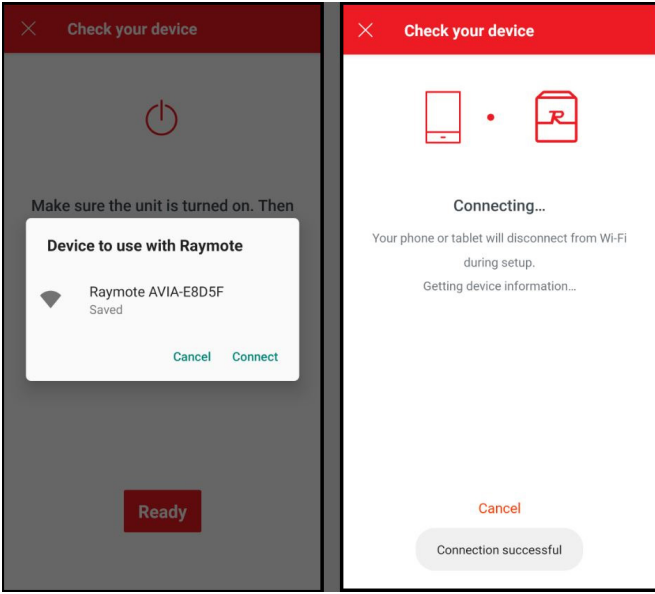 Check your device
Make sure the unit is turned on. Then
Device to use with Raymote
Raymote AVIA-E8D5F
Saved
Cancel Connect
Ready
Check your device
R
Connecting...
Your phone or tablet will disconnect from Wi-Fi
during setup.
Getting device information...
Cancel
Connection successful